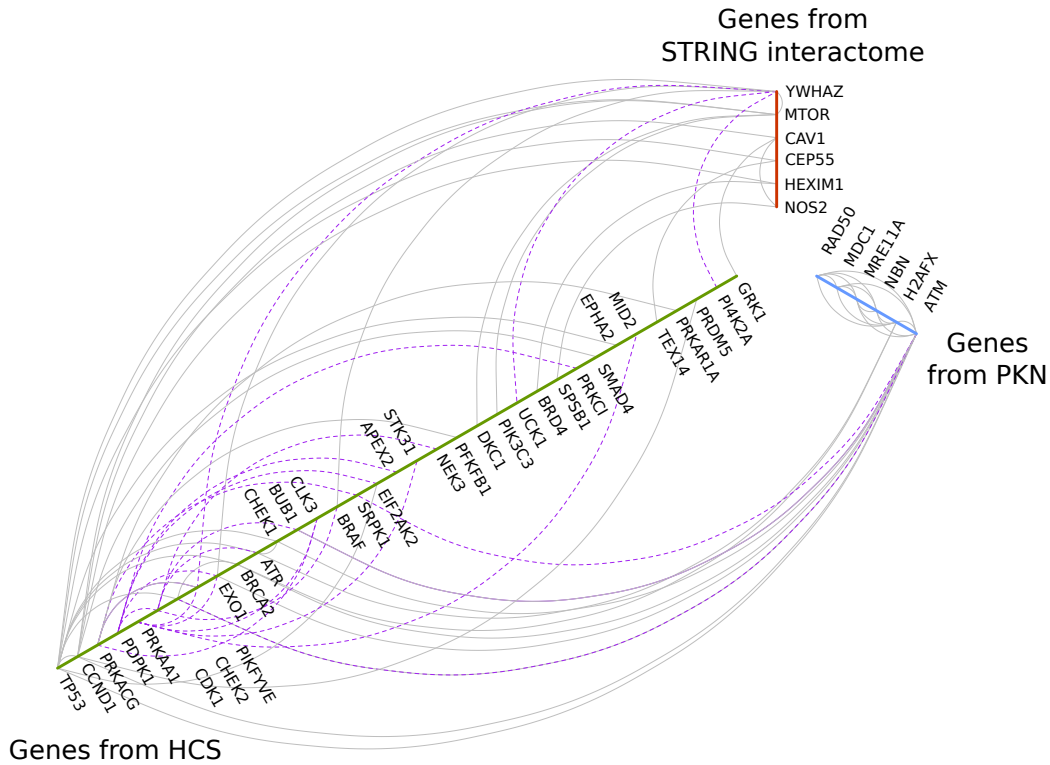 Genes from
STRING interactome
YWHAZ
MTOR
CAV1
CEP55
HEXIM1
NOS2
RAD50
MDC1
MRE11A
NBN
H2AFX
ATM
Genes
from PKN
GRK1
PI4K2A
PRDM5
PRKAR1A
TEX14
MID2
EPHA2
SMAD4
PRKCI
SPSB1
BRD4
UCK1
PIK3C3
DKC1
PFKFB1
NEK3
STK31
APEX2
EIF2AK2
SRPK1
BRAF
CLK3
BUB1
CHEK1
ATR
BRCA2
EXO1
PIKFYVE
CHEK2
CDK1
PRKAA1
PDPK1
PRKACG
CCND1
TP53
Genes from HCS